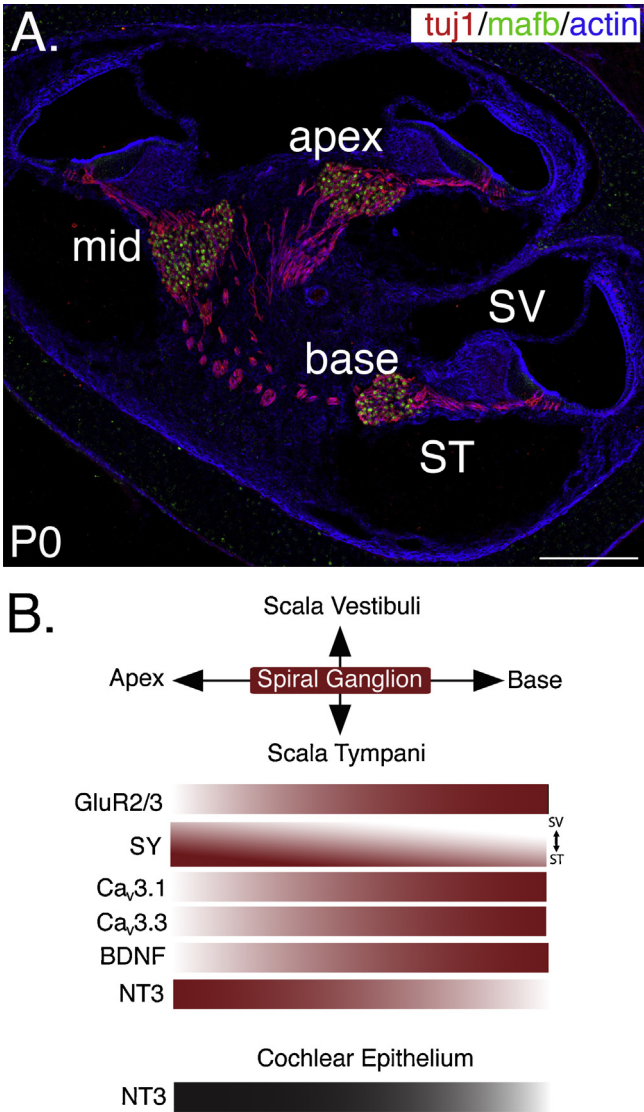 A.
tuj1/mafb/actin
apex
mid
SV
base
ST
P0
B.
Scala Vestibuli
Apex
Spiral Ganglion
Base
Scala Tympani
GluR2/3
SV
SY
ST
Cav3.1
Cav3.3
BDNF
NT3
Cochlear Epithelium
NT3